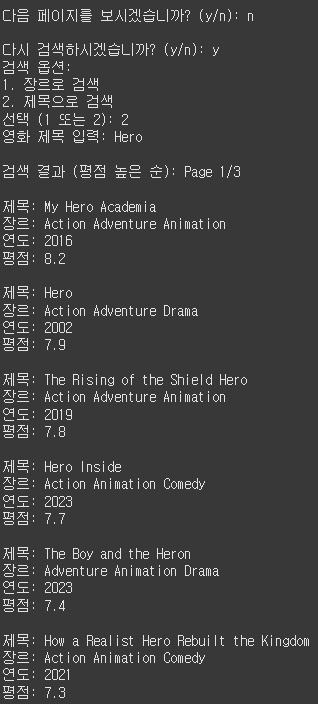 다음 페이지를 보시겠습니까? (y/n): n
다시 검색하시겠습니까? (y/n): y
검색 옵션:
1. 장르로 검색
2. 제목으로 검색
선택 (1 또는 2): 2
영화 제목 입력: Hero
검색 결과 (평점 높은 순): Page 1/3
제목: My Hero Academia
장르: Action Adventure Animation
연도: 2016
평점: 8.2
제목: Hero
장르: Action Adventure Drama
연도: 2002
평점: 7.9
제목: The Rising of the Shield Hero
장르: Action Adventure Animation
연도: 2019
평점: 7.8
제목: Hero Inside
장르: Action Animation Comedy
연도: 2023
평점: 7.7
제목: The Boy and the Heron
장르: Adventure Animation Drama
연도: 2023
평점: 7.4
제목: How a Realist Hero Rebuilt the Kingdom
장르: Action Animation Comedy
연도: 2021
평점: 7.3